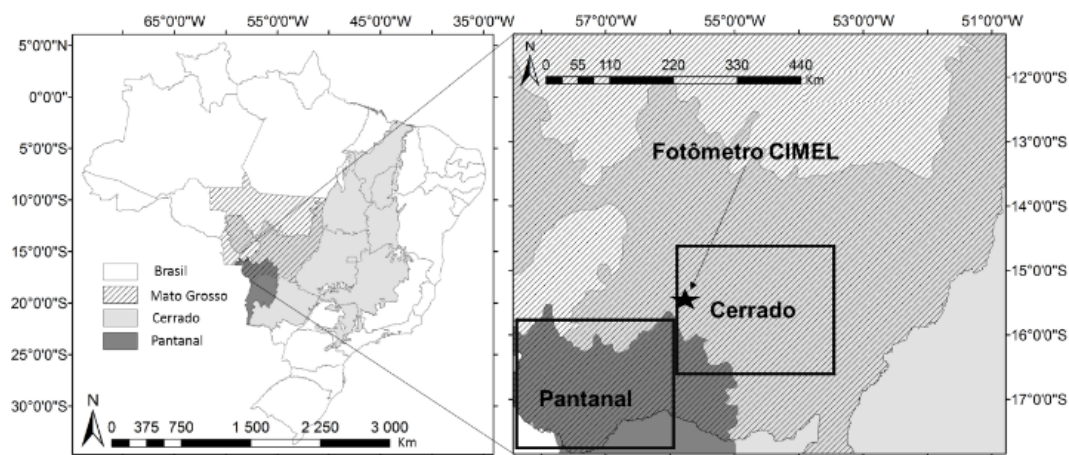 65°0'0"W 55°0'0"W 45°0'0"W 35°0'0"W
5°0'0"N
0°0'0"
5°0'0"S
10°0'0"S
15°0'0"S
20°0'0"S
25°0'0"S
30°0'0"S
Brasil
Mato Grosso
Cerrado
Pantanal
N
0 375 750 1 500 2 250 3 000
Km
57°0'0"W 55°0'0"W 53°0'0"W 51°0'0"W
N
0 55 110 220 330 440
Km
12°0'0"S
13°0'0"S
14°0'0"S
15°0'0"S
16°0'0"S
17°0'0"S
Fotômetro CIMEL
Cerrado
Pantanal